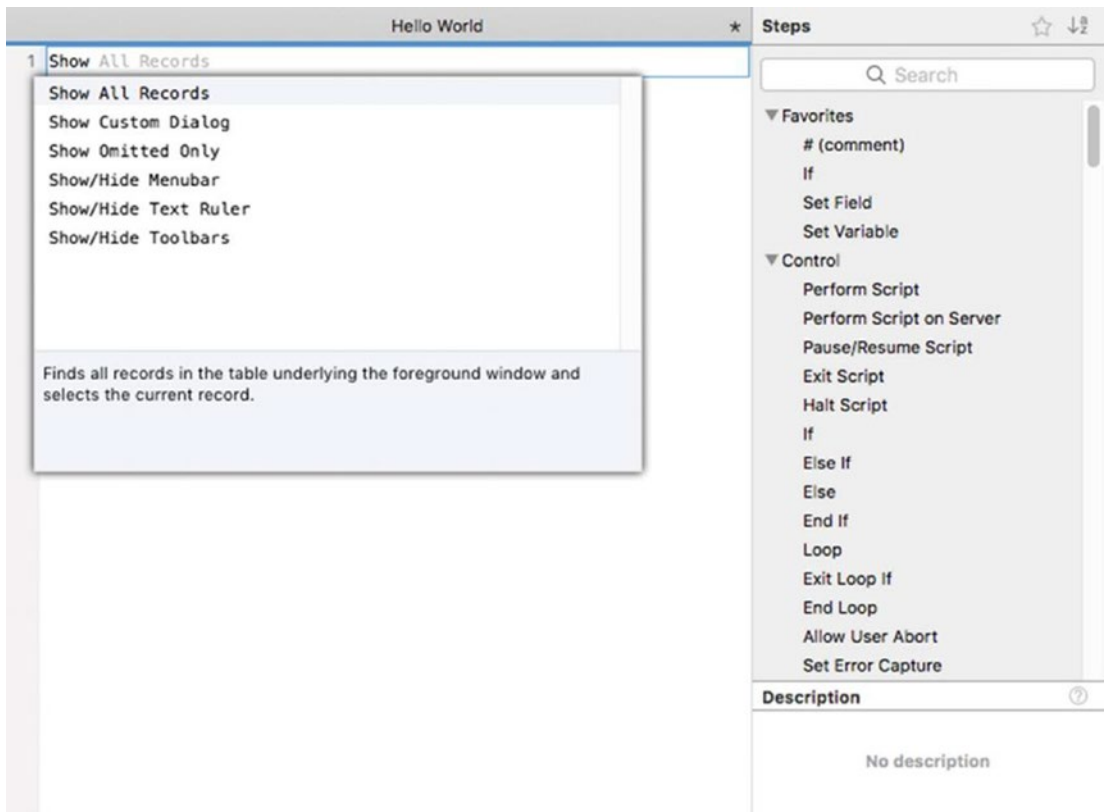 Hello World
*
1 Show All Records
Show All Records
Show Custom Dialog
Show Omitted Only
Show/Hide Menubar
Show/Hide Text Ruler
Show/Hide Toolbars
Finds all records in the table underlying the foreground window and
selects the current record.
Steps
Search
Favorites
# (comment)
If
Set Field
Set Variable
Control
Perform Script
Perform Script on Server
Pause/Resume Script
Exit Script
Halt Script
If
Else If
Else
End If
Loop
Exit Loop If
End Loop
Allow User Abort
Set Error Capture
Description
No description